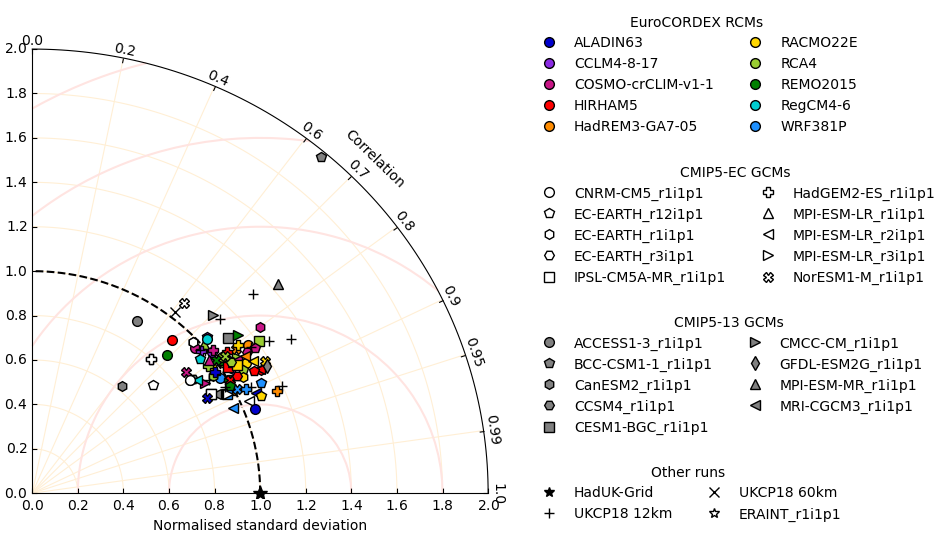 0.0
0.2
0.4
0.6
Correlation
0.7
0.8
0.9
0.95
0.99
1.0
2.0
1.8
1.6
1.4
1.2
1.0
0.8
0.6
0.4
0.2
0.0
0.0 0.2 0.4 0.6 0.8 1.0 1.2 1.4 1.6 1.8 2.0
Normalised standard deviation
EuroCORDEX RCMs
ALADIN63 RACMO22E
CCLM4-8-17 RCA4
COSMO-crCLIM-v1-1 REMO2015
HIRHAM5 RegCM4-6
HadREM3-GA7-05 WRF381P
CMIP5-EC GCMs
CNRM-CM5_r1i1p1 HadGEM2-ES_r1i1p1
EC-EARTH_r12i1p1 MPI-ESM-LR_r1i1p1
EC-EARTH_r1i1p1 MPI-ESM-LR_r2i1p1
EC-EARTH_r3i1p1 MPI-ESM-LR_r3i1p1
IPSL-CM5A-MR_r1i1p1 NorESM1-M_r1i1p1
CMIP5-13 GCMs
ACCESS1-3_r1i1p1 CMCC-CM_r1i1p1
BCC-CSM1-1_r1i1p1 GFDL-ESM2G_r1i1p1
CanESM2_r1i1p1 MPI-ESM-MR_r1i1p1
CCSM4_r1i1p1 MRI-CGCM3_r1i1p1
CESM1-BGC_r1i1p1
Other runs
HadUK-Grid UKCP18 60km
UKCP18 12km ERAINT_r1i1p1